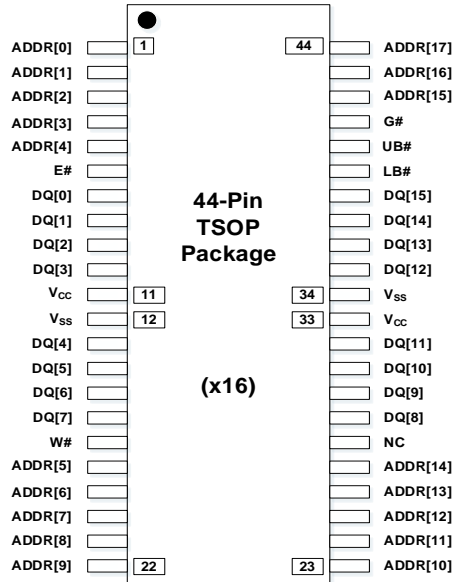 ADDR[0] 1 44 ADDR[17]
ADDR[1] ADDR[16]
ADDR[2] ADDR[15]
ADDR[3] G#
ADDR[4] UB#
E# LB#
DQ[0] DQ[15]
DQ[1] 44-Pin DQ[14]
DQ[2] TSOP DQ[13]
DQ[3] Package DQ[12]
VCC 11 34 VSS
VSS 12 33 VCC
DQ[4] DQ[11]
DQ[5] DQ[10]
DQ[6] (x16) DQ[9]
DQ[7] DQ[8]
W# NC
ADDR[5] ADDR[14]
ADDR[6] ADDR[13]
ADDR[7] ADDR[12]
ADDR[8] ADDR[11]
ADDR[9] 22 23 ADDR[10]